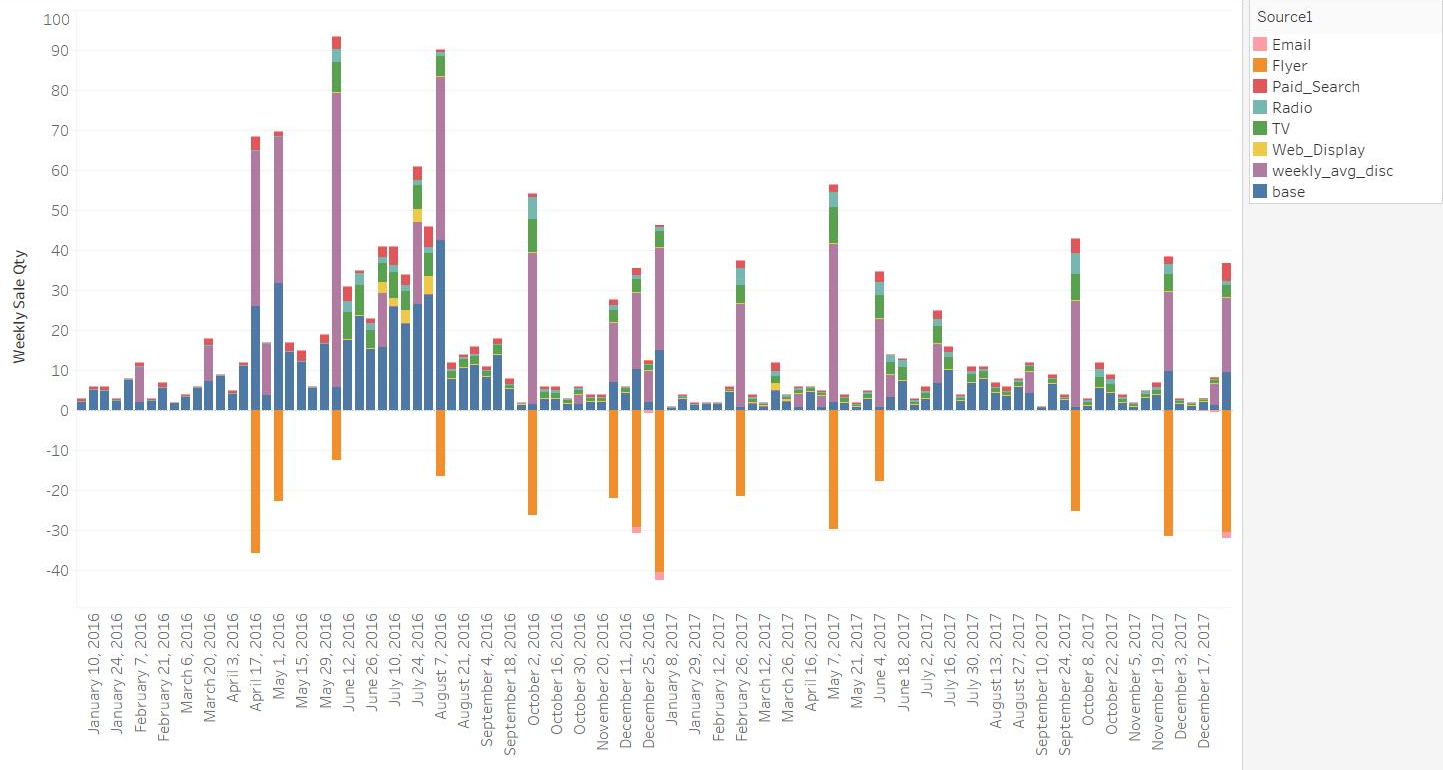 100
90
80
70
60
50
40
30
20
10
0
-10
-20
-30
-40
Weekly Sale Qty
January 10, 2016
January 24, 2016
February 7, 2016
February 21, 2016
March 6, 2016
March 20, 2016
April 3, 2016
April 17, 2016
May 1, 2016
May 15, 2016
May 29, 2016
June 12, 2016
June 26, 2016
July 10, 2016
July 24, 2016
August 7, 2016
August 21, 2016
September 4, 2016
September 18, 2016
October 2, 2016
October 16, 2016
October 30, 2016
November 20, 2016
December 11, 2016
December 25, 2016
January 8, 2017
January 29, 2017
February 12, 2017
February 26, 2017
March 12, 2017
March 26, 2017
April 16, 2017
May 7, 2017
May 21, 2017
June 4, 2017
June 18, 2017
July 2, 2017
July 16, 2017
July 30, 2017
August 13, 2017
August 27, 2017
September 10, 2017
September 24, 2017
October 8, 2017
October 22, 2017
November 5, 2017
November 19, 2017
December 3, 2017
December 17, 2017
Source1
Email
Flyer
Paid_Search
Radio
TV
Web_Display
weekly_avg_disc
base